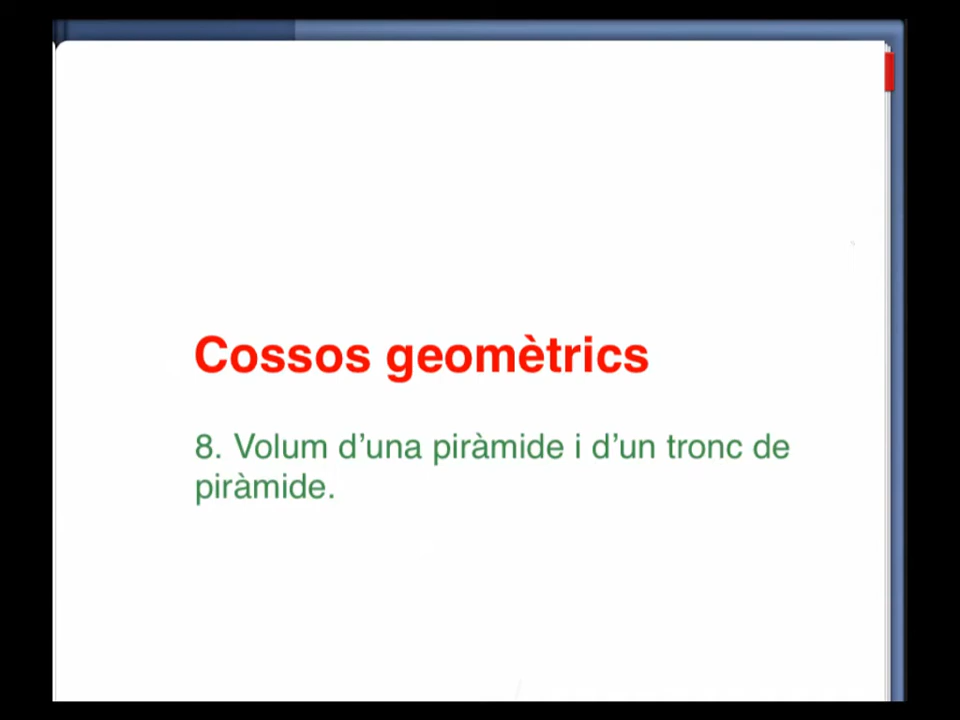 Cossos geomètrics
8. Volum d’una piràmide i d’un tronc de
piràmide.